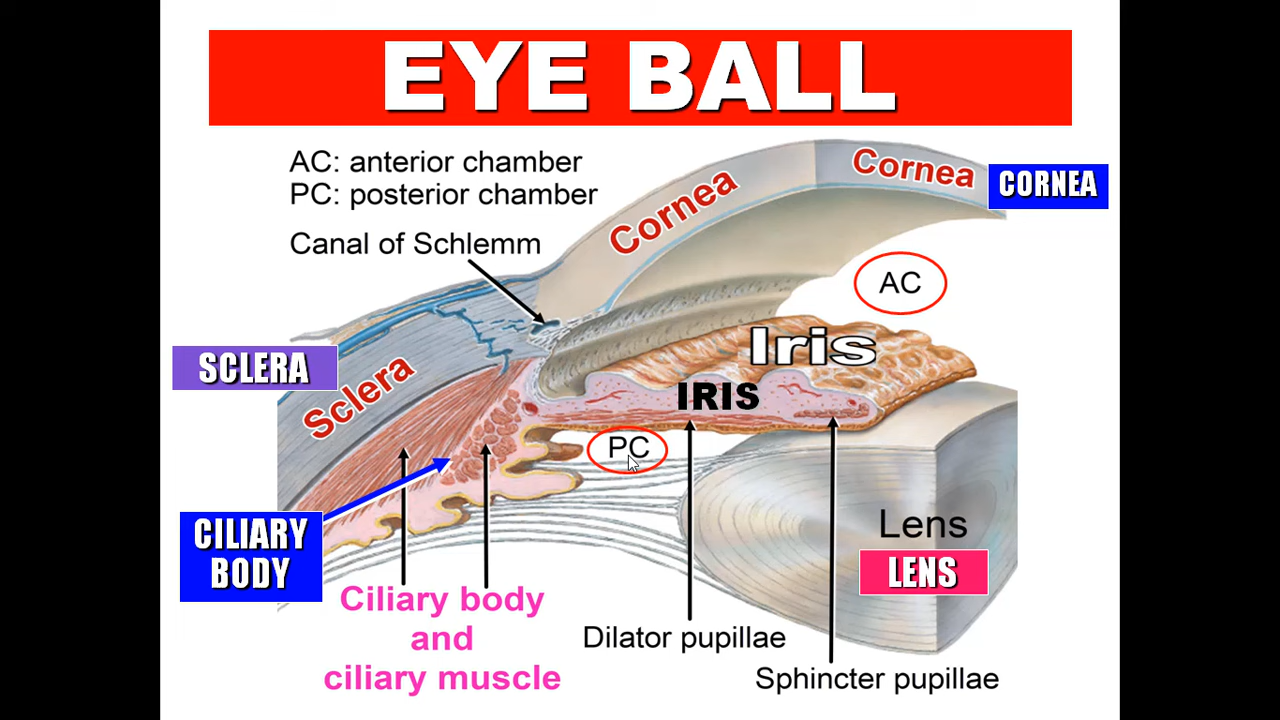 EYE BALL
AC: anterior chamber
PC: posterior chamber
Canal of Schlemm
Cornea
Cornea
CORNEA
AC
Iris
IRIS
SCLERA
Sclera
PC
CILIARY
BODY
Lens
LENS
Ciliary body
and
ciliary muscle
Dilator pupillae
Sphincter pupillae